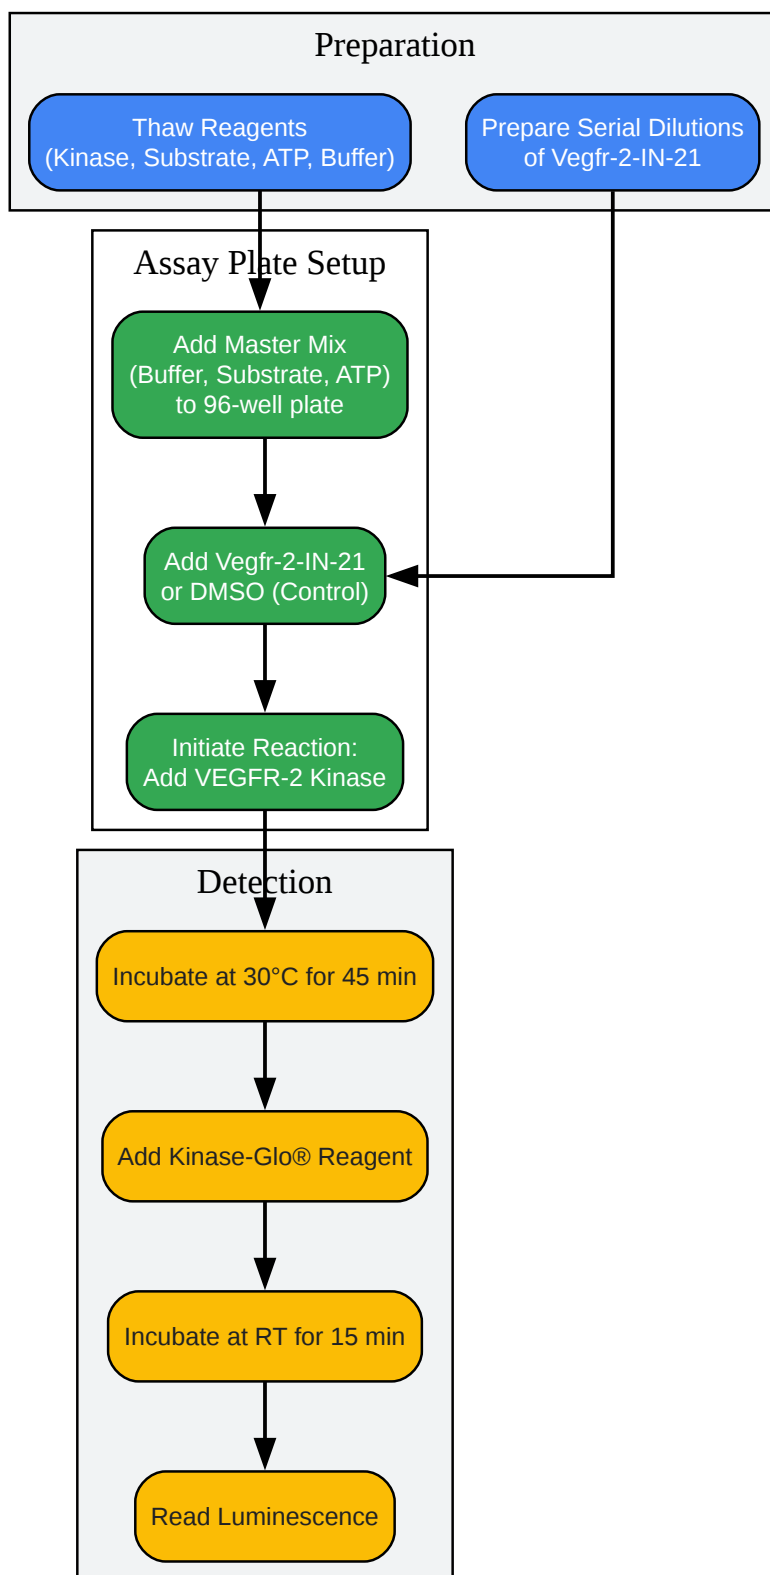 Preparation
Thaw Reagents
(Kinase, Substrate, ATP, Buffer)
Prepare Serial Dilutions
of Vegfr-2-IN-21
Assay Plate Setup
Add Master Mix
(Buffer, Substrate, ATP)
to 96-well plate
Add Vegfr-2-IN-21
or DMSO (Control)
Initiate Reaction:
Add VEGFR-2 Kinase
Detection
Incubate at 30°C for 45 min
Add Kinase-Glo® Reagent
Incubate at RT for 15 min
Read Luminescence